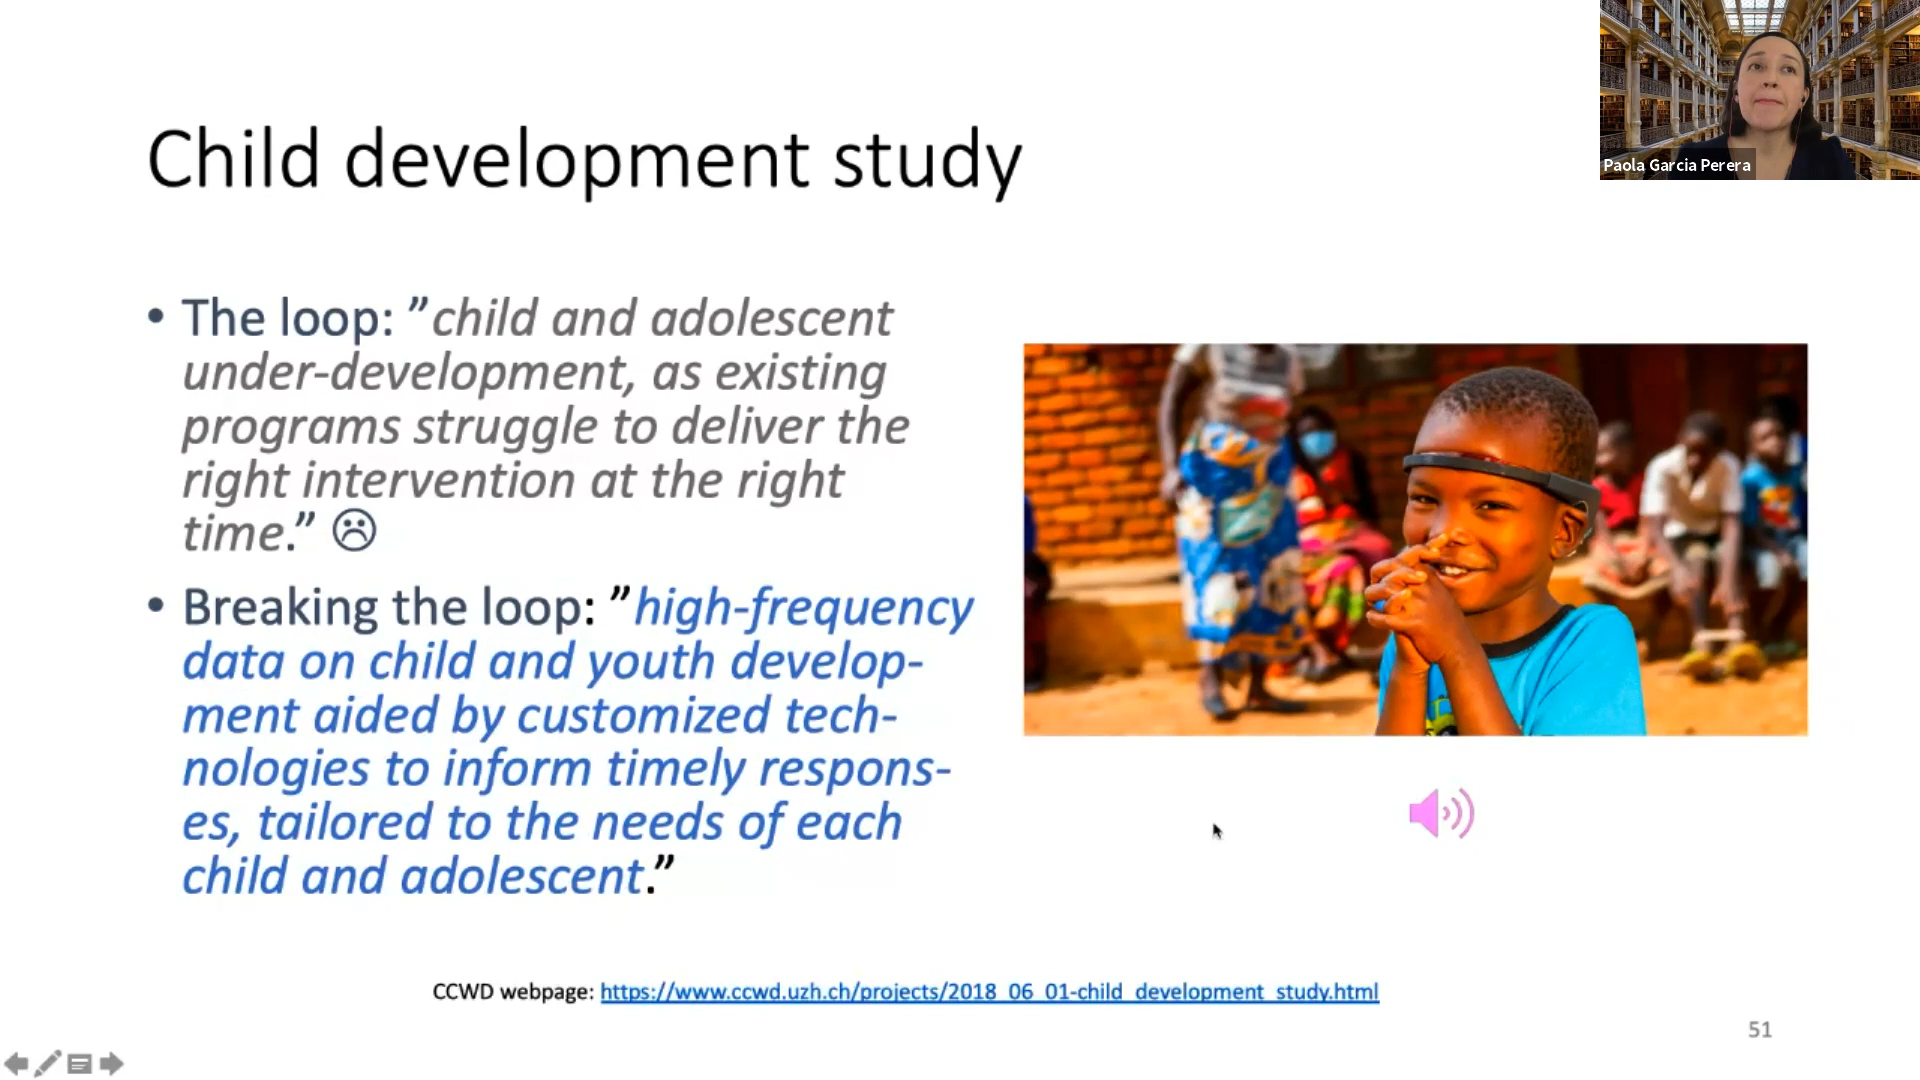 Paola Garcia Perera
Child development study
• The loop: ”child and adolescent
under-development, as existing
programs struggle to deliver the
right intervention at the right
time.” ☹
• Breaking the loop: ”high-frequency
data on child and youth develop-
ment aided by customized tech-
nologies to inform timely respons-
es, tailored to the needs of each
child and adolescent.”
CCWD webpage: https://www.ccwd.uzh.ch/projects/2018_06_01-child_development_study.html
51